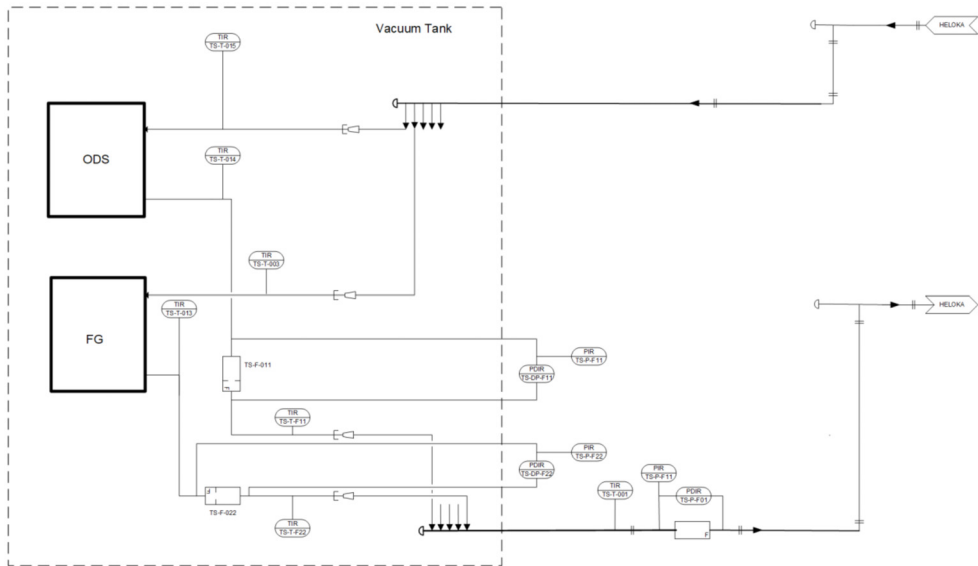 Vacuum Tank
HELOKA
TIR
TS-T-015
ODS
TIR
TS-T-014
TIR
TS-T-003
TIR
TS-T-013
HELOKA
FG
TS-F-011
F
PIR
TS-P-F11
PDIR
TS-DP-F11
TIR
TS-T-F11
PIR
TS-P-F22
PDIR
TS-DP-F22
F
TS-F-022
TIR
TS-T-F22
TIR
TS-T-001
PIR
TS-P-F11
PDIR
TS-P-F01
F